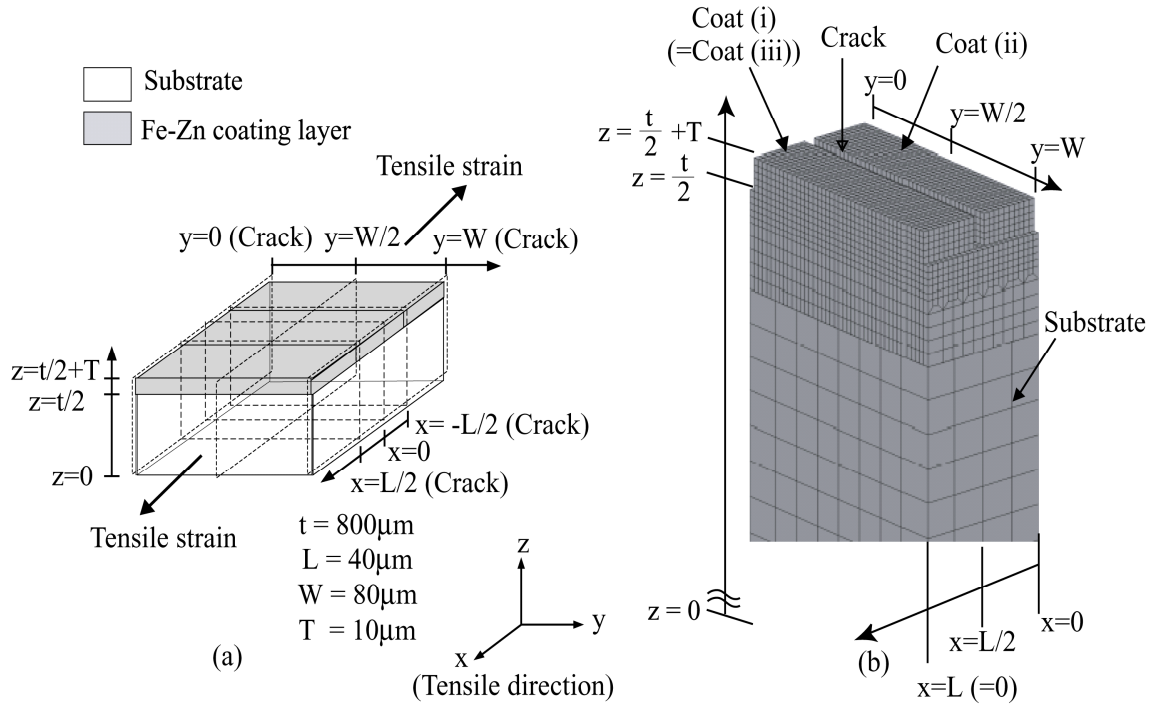 Substrate
Fe-Zn coating layer
Tensile strain
y=0 (Crack) y=W/2 y=W (Crack)
z=t/2+T
z=t/2
z=0
x= -L/2 (Crack)
x=0
x=L/2 (Crack)
Tensile strain
t = 800μm
L = 40μm
W = 80μm
T = 10μm
z
y
x
(Tensile direction)
(a)
Coat (i)
(=Coat (iii))
Crack
Coat (ii)
y=0
y=W/2
y=W
z = t/2 +T
z = t/2
Substrate
z = 0
x=0
x=L/2
x=L (=0)
(b)